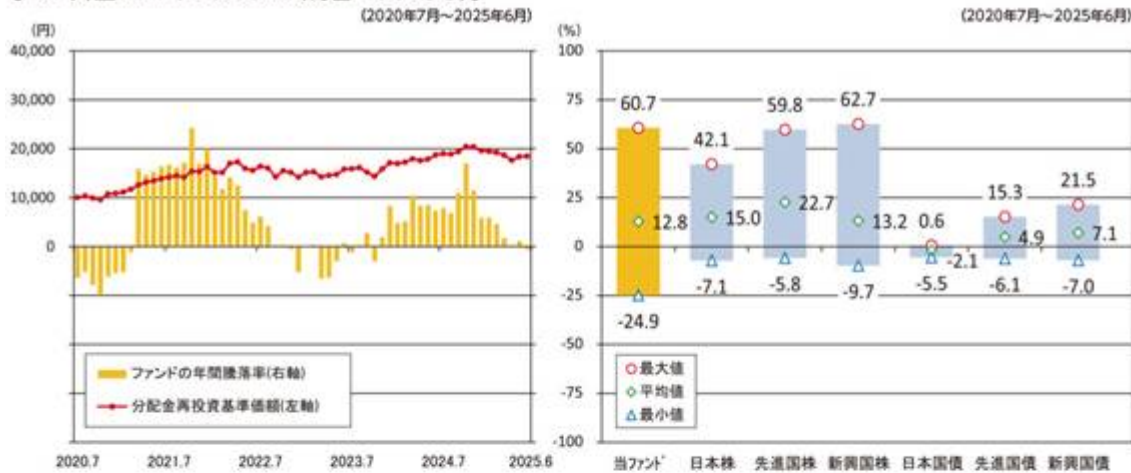 (2020年7月～2025年6月)
(円)
40,000
30,000
20,000
10,000
0
ファンドの年間騰落率(右軸)
分配金再投資基準価額(左軸)
2020.7 2021.7 2022.7 2023.7 2024.7 2025.6
(2020年7月～2025年6月)
(%)
100
75
50
25
0
-25
-50
-75
-100
60.7 42.1 59.8 62.7 0.6 15.3 21.5
12.8 15.0 22.7 13.2 -2.1 4.9 7.1
-24.9 -7.1 -5.8 -9.7 -5.5 -6.1 -7.0
最大値
平均値
最小値
当ファンド 日本株 先進国株 新興国株 日本国債 先進国債 新興国債